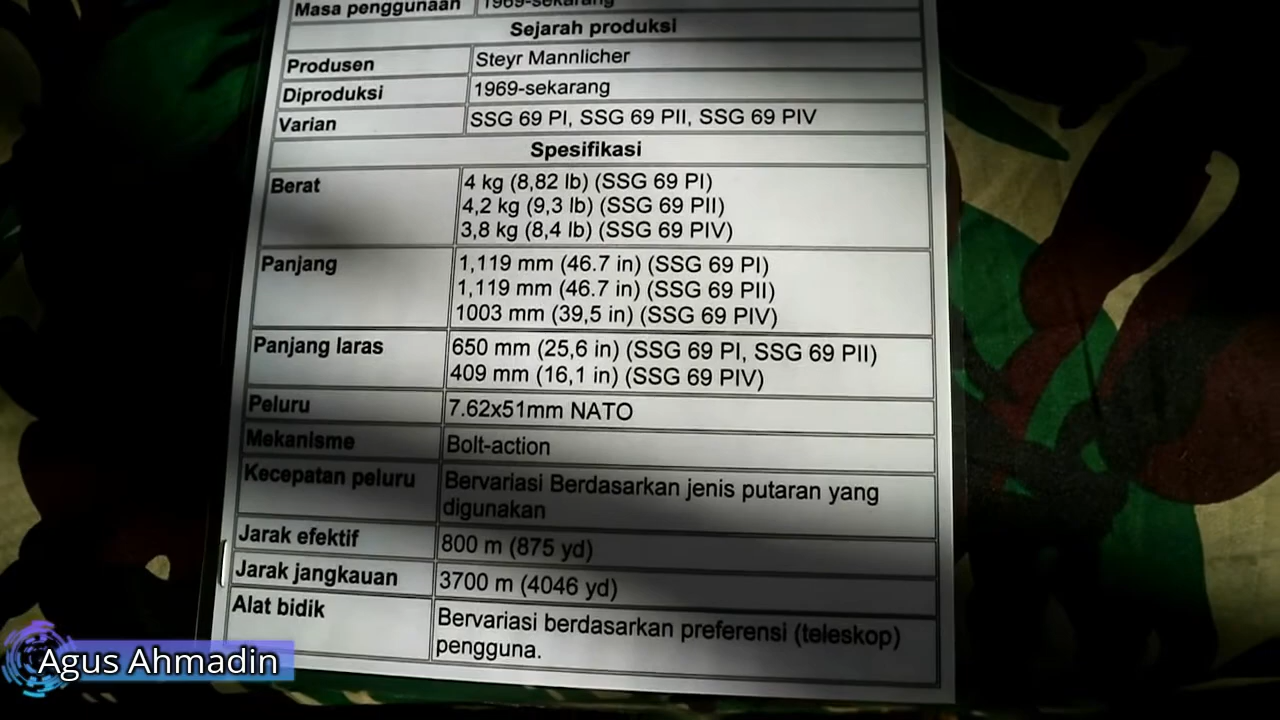 Masa penggunaan 1969-sekarang
Sejarah produksi
Produsen Steyr Mannlicher
Diproduksi 1969-sekarang
Varian SSG 69 PI, SSG 69 PII, SSG 69 PIV
Spesifikasi
Berat 4 kg (8,82 lb) (SSG 69 PI)
4,2 kg (9,3 lb) (SSG 69 PII)
3,8 kg (8,4 lb) (SSG 69 PIV)
Panjang 1,119 mm (46.7 in) (SSG 69 PI)
1,119 mm (46.7 in) (SSG 69 PII)
1003 mm (39,5 in) (SSG 69 PIV)
Panjang laras 650 mm (25,6 in) (SSG 69 PI, SSG 69 PII)
409 mm (16,1 in) (SSG 69 PIV)
Peluru 7.62x51mm NATO
Mekanisme Bolt-action
Kecepatan peluru Bervariasi Berdasarkan jenis putaran yang
digunakan
Jarak efektif 800 m (875 yd)
Jarak jangkauan 3700 m (4046 yd)
Alat bidik Bervariasi berdasarkan preferensi (teleskop)
pengguna.
Agus Ahmadin